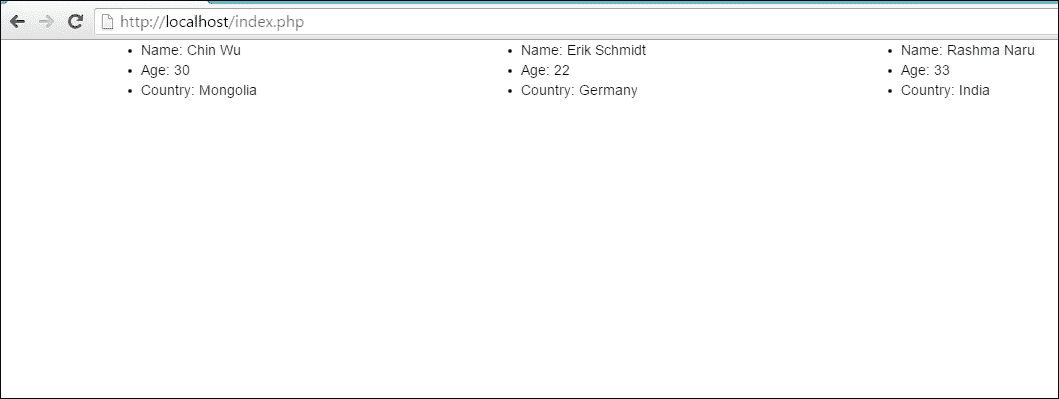 http://localhost/index.php
Name: Chin Wu
Age: 30
Country: Mongolia
Name: Erik Schmidt
Age: 22
Country: Germany
Name: Rashma Naru
Age: 33
Country: India